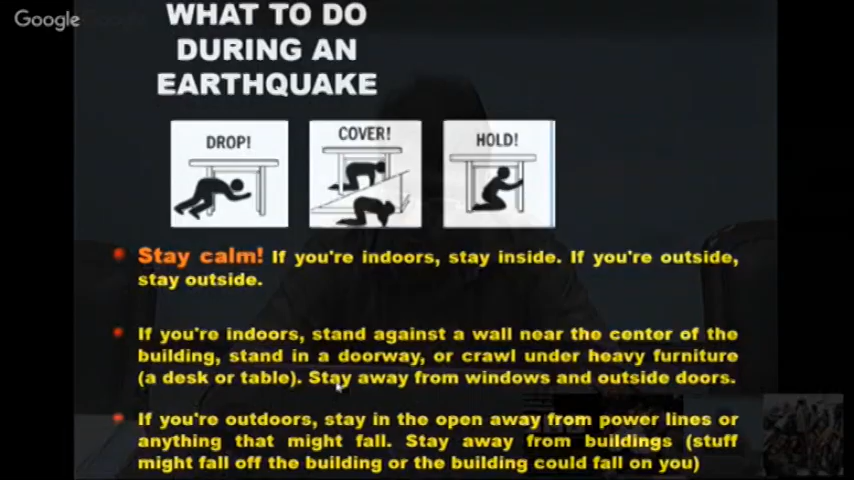 Google
WHAT TO DO
DURING AN
EARTHQUAKE
DROP!
COVER!
HOLD!
Stay calm! If you're indoors, stay inside. If you're outside,
stay outside.
If you're indoors, stand against a wall near the center of the
building, stand in a doorway, or crawl under heavy furniture
(a desk or table). Stay away from windows and outside doors.
If you're outdoors, stay in the open away from power lines or
anything that might fall. Stay away from buildings (stuff
might fall off the building or the building could fall on you)